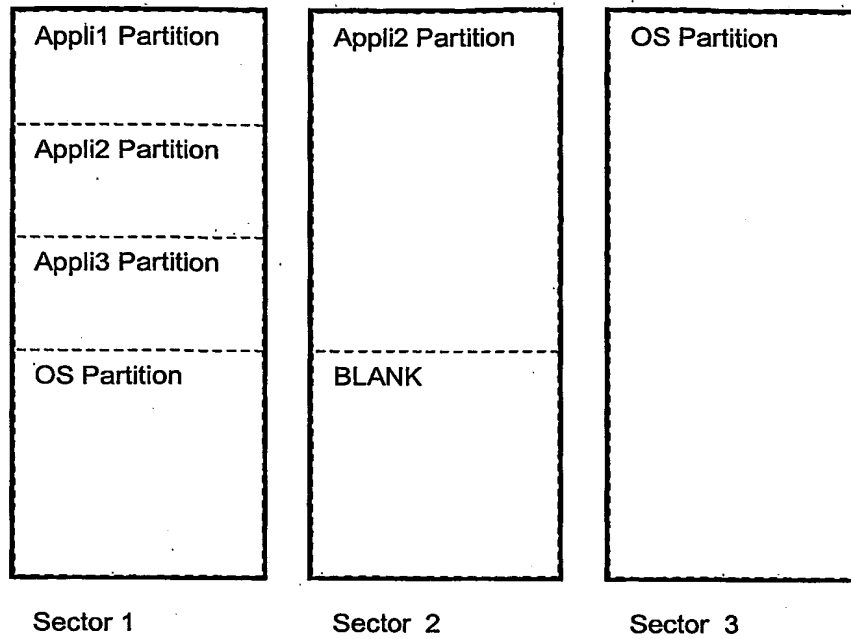 Appli1 Partition
Appli2 Partition
Appli3 Partition
OS Partition
Sector 1
Appli2 Partition
BLANK
Sector 2
OS Partition
Sector 3